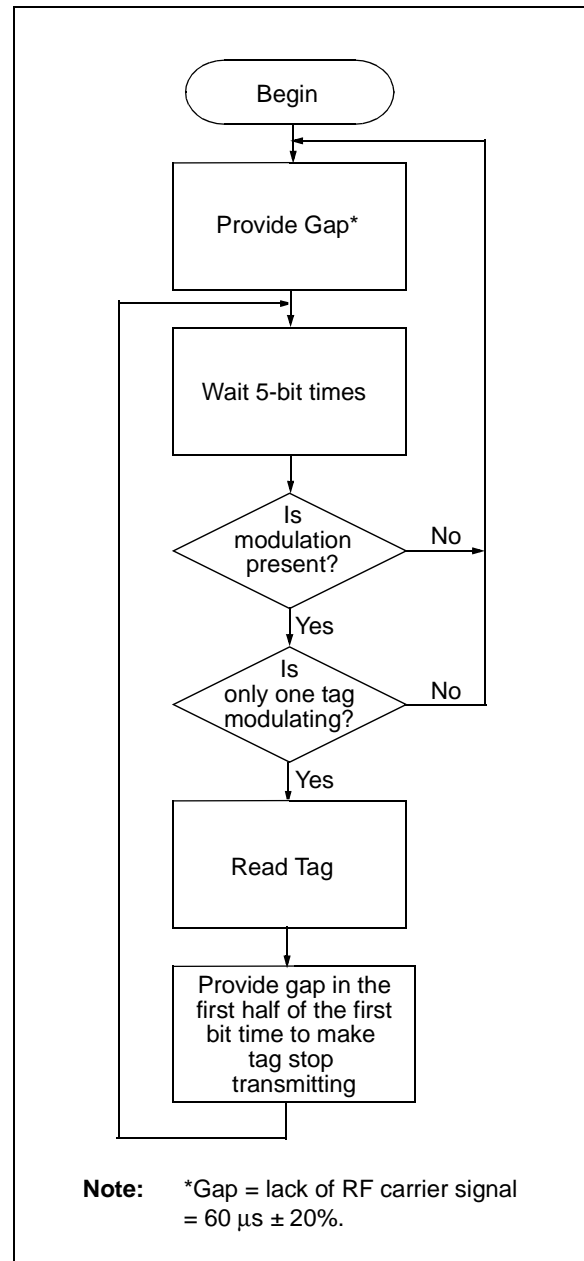 Begin
Provide Gap*
Wait 5-bit times
Is
modulation
present?
No
Yes
Is
only one tag
modulating?
No
Yes
Read Tag
Provide gap in the
first half of the first
bit time to make
tag stop
transmitting
Note: *Gap = lack of RF carrier signal
= 60 μs ± 20%.